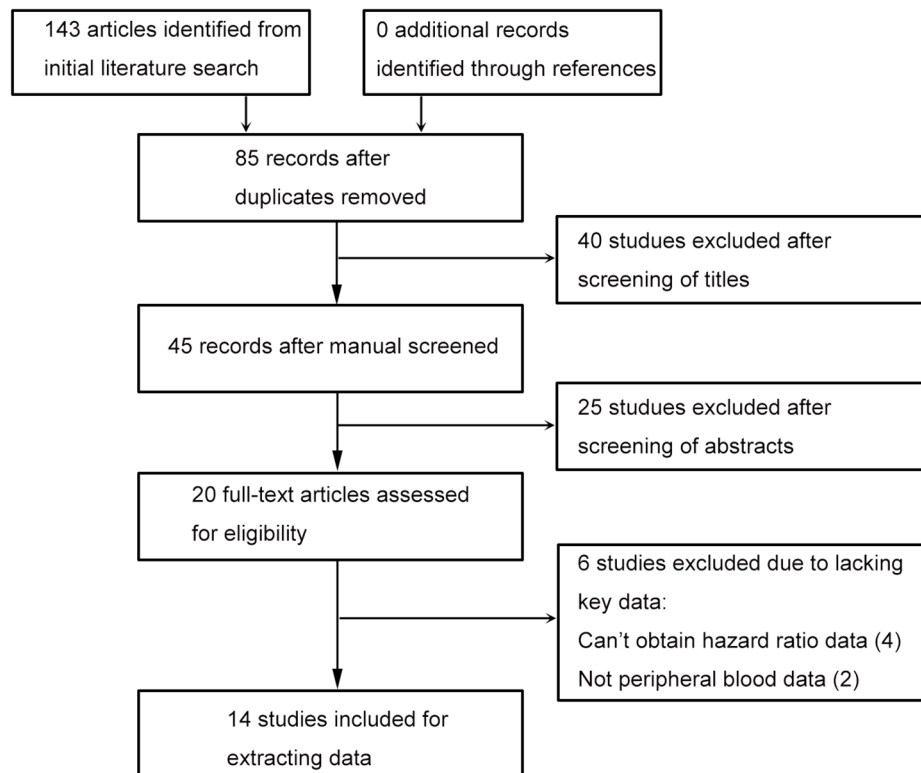 143 articles identified from
initial literature search
0 additional records
identified through references
85 records after
duplicates removed
40 studues excluded after
screening of titles
45 records after manual screened
25 studues excluded after
screening of abstracts
20 full-text articles assessed
for eligibility
6 studies excluded due to lacking
key data:
Can't obtain hazard ratio data (4)
Not peripheral blood data (2)
14 studies included for
extracting data